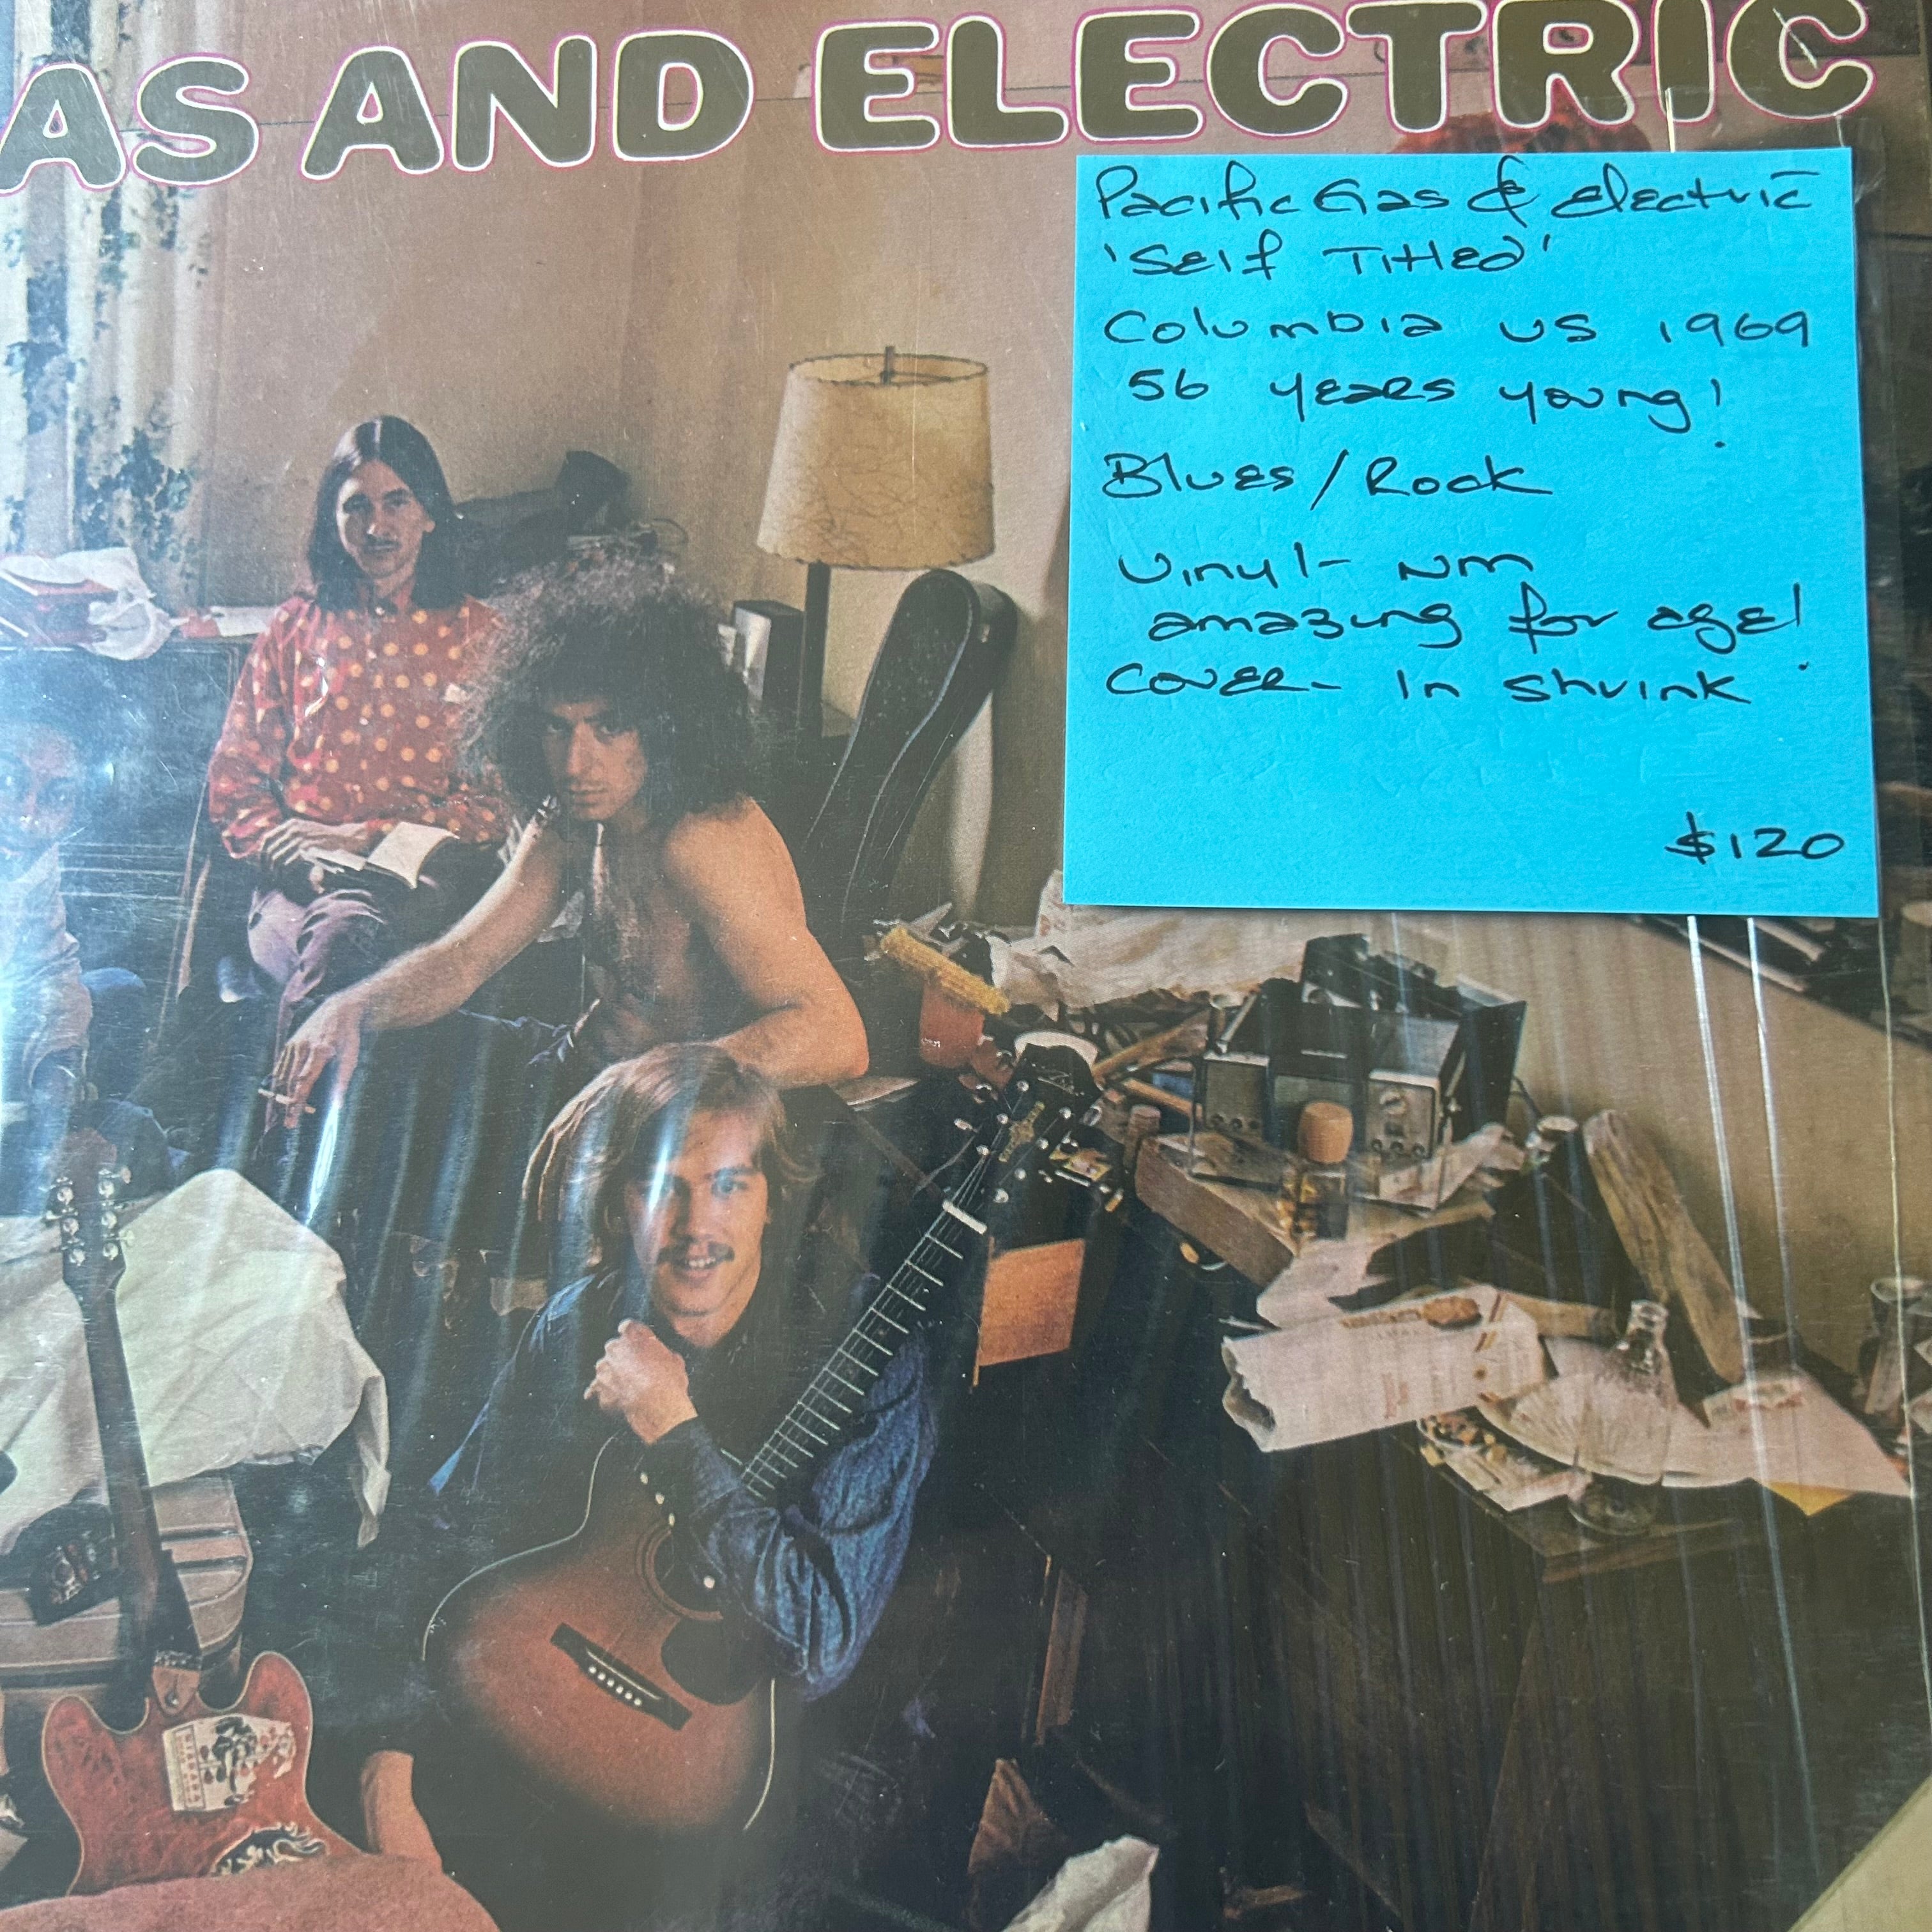 AS AND ELECTRIC
Pacific Gas & Electric
'Self Titled'
Columbia US 1969
56 years young!
Blues/Rock
Vinyl- NM
amazing for age!
Cover- In shrink
$120